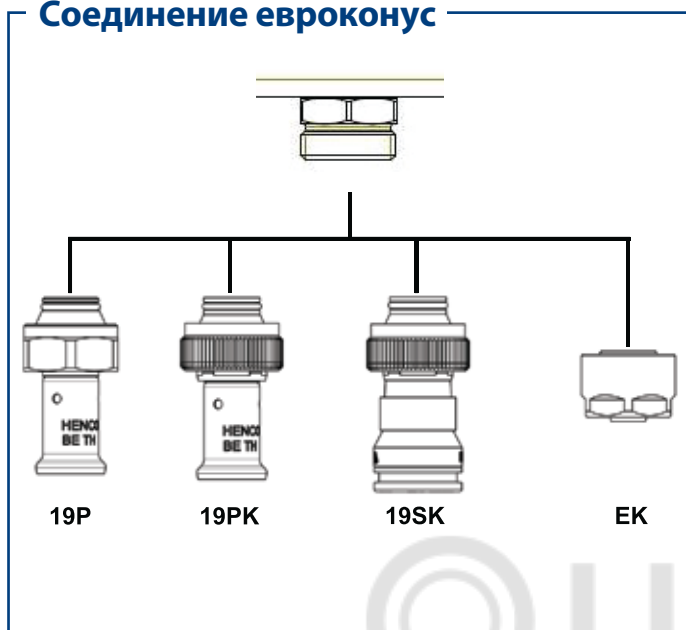 Соединение евроконус
HENCO
BE TH
HENCO
BE TH
19P
19PK
19SK
EK